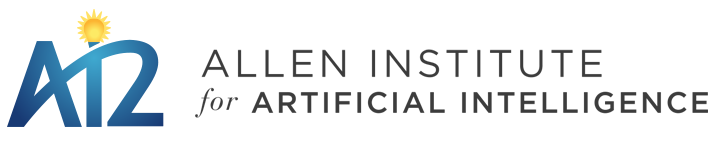 AI2
ALLEN INSTITUTE
for ARTIFICIAL INTELLIGENCE